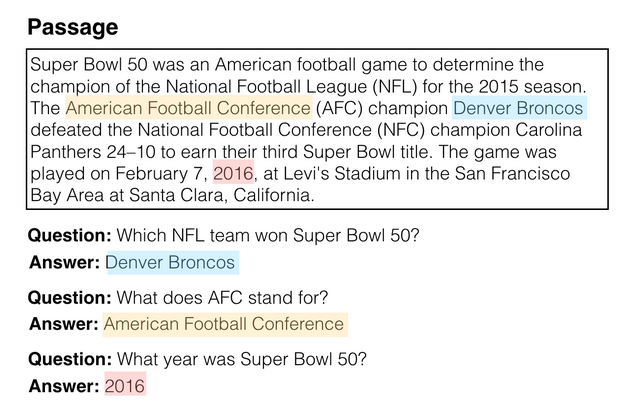 Passage
Super Bowl 50 was an American football game to determine the
champion of the National Football League (NFL) for the 2015 season.
The American Football Conference (AFC) champion Denver Broncos
defeated the National Football Conference (NFC) champion Carolina
Panthers 24–10 to earn their third Super Bowl title. The game was
played on February 7, 2016, at Levi's Stadium in the San Francisco
Bay Area at Santa Clara, California.
Question: Which NFL team won Super Bowl 50?
Answer: Denver Broncos
Question: What does AFC stand for?
Answer: American Football Conference
Question: What year was Super Bowl 50?
Answer: 2016